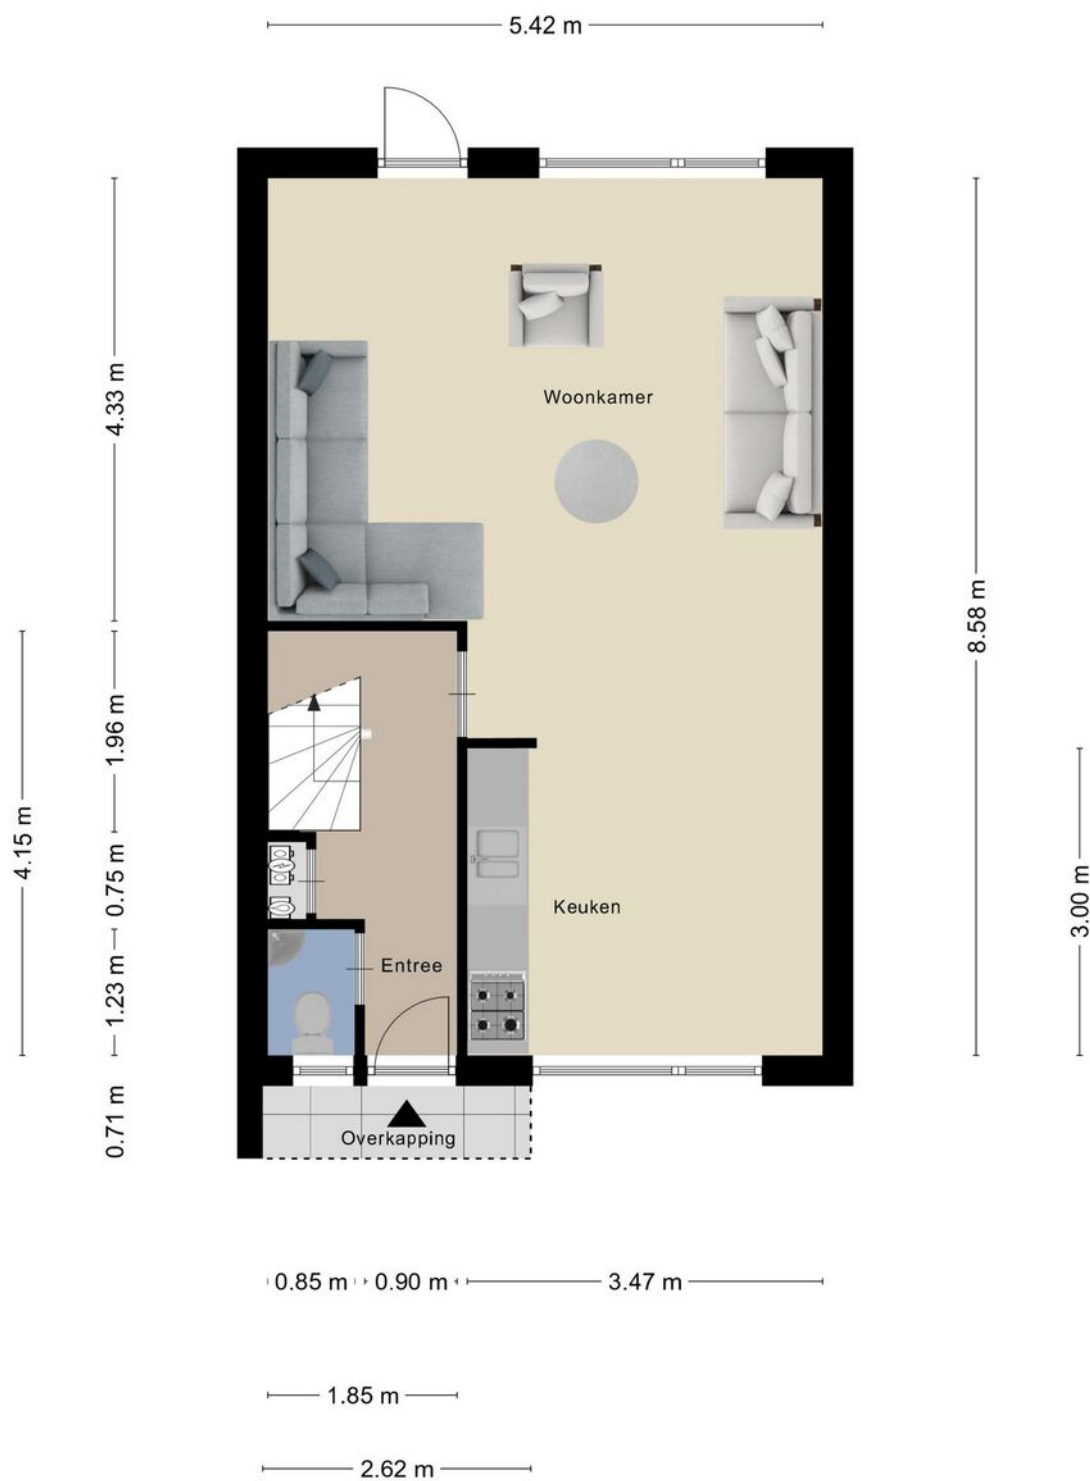 5.42 m
4.33 m
Woonkamer
8.58 m
1.96 m
4.15 m
0.75 m
3.00 m
Keuken
Entree
1.23 m
0.71 m
Overkapping
0.85 m
0.90 m
3.47 m
1.85 m
2.62 m